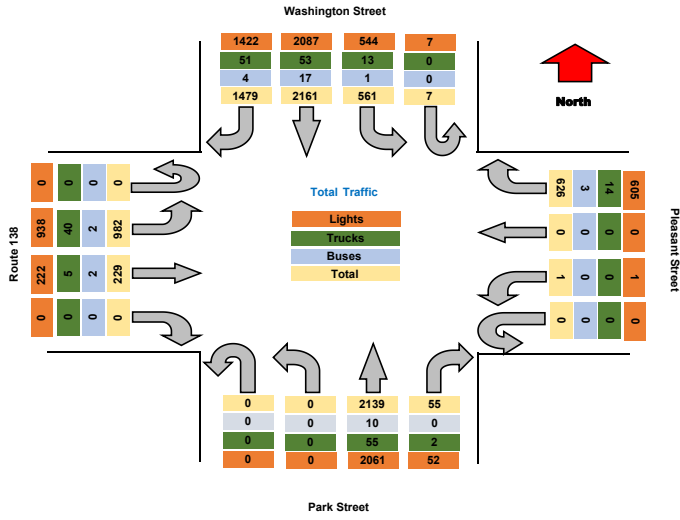 Washington Street
1422 2087 544 7
51 53 13 0
4 17 1 0
1479 2161 561 7
North
Route 138
0 0 0 0
938 40 2 982
222 5 2 229
0 0 0 0
Total Traffic
Lights
Trucks
Buses
Total
626 3 14 605
0 0 0 0
1 0 0 1
0 0 0 0
Pleasant Street
0 0 2139 55
0 0 10 0
0 0 55 2
0 0 2061 52
Park Street